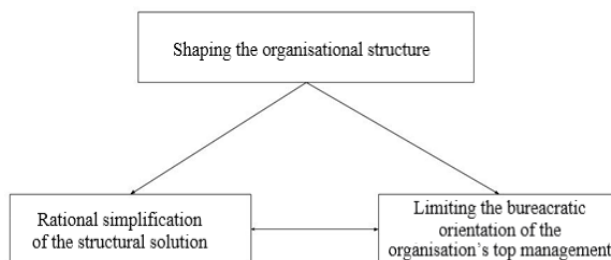 Shaping the organisational structure
Rational simplification
of the structural solution
Limiting the bureacratic
orientation of the
organisation's top management